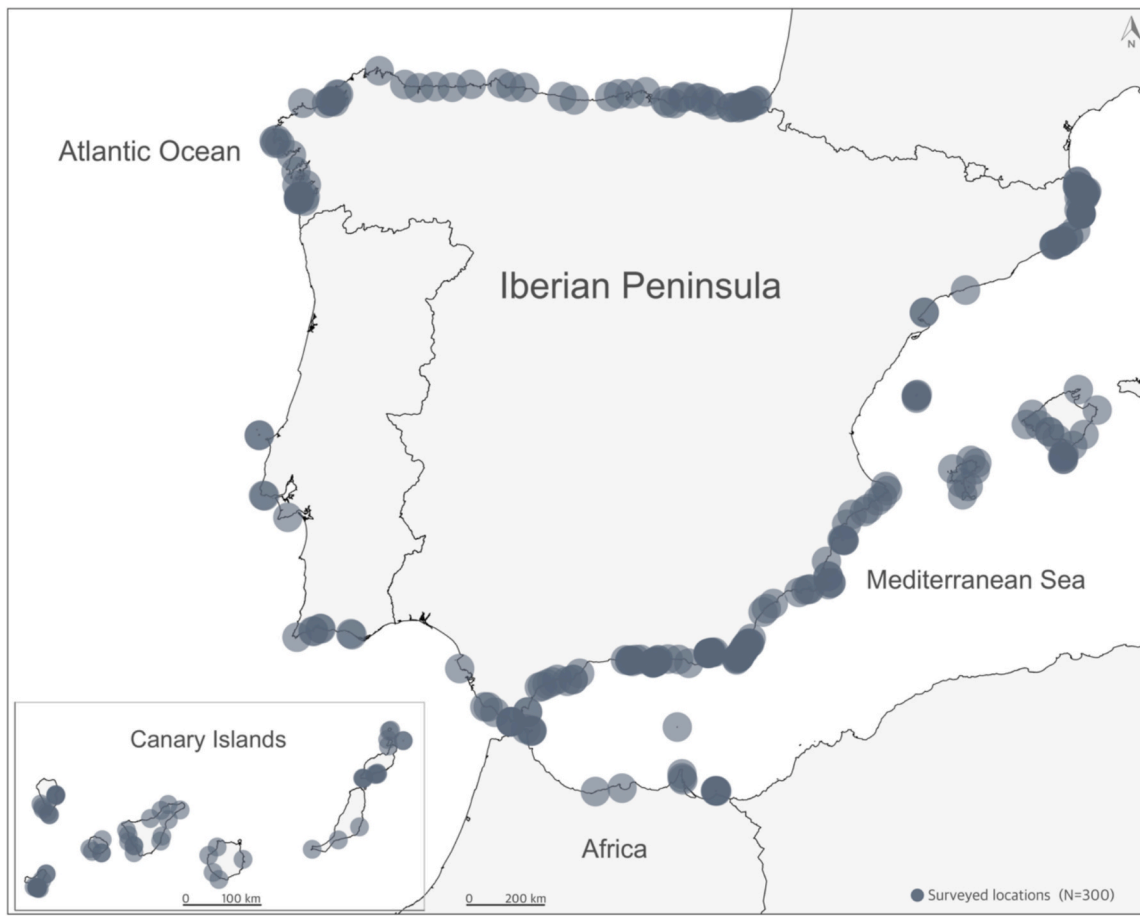 N
Atlantic Ocean
Iberian Peninsula
Mediterranean Sea
Canary Islands
Africa
0 100 km
0 200 km
Surveyed locations (N=300)